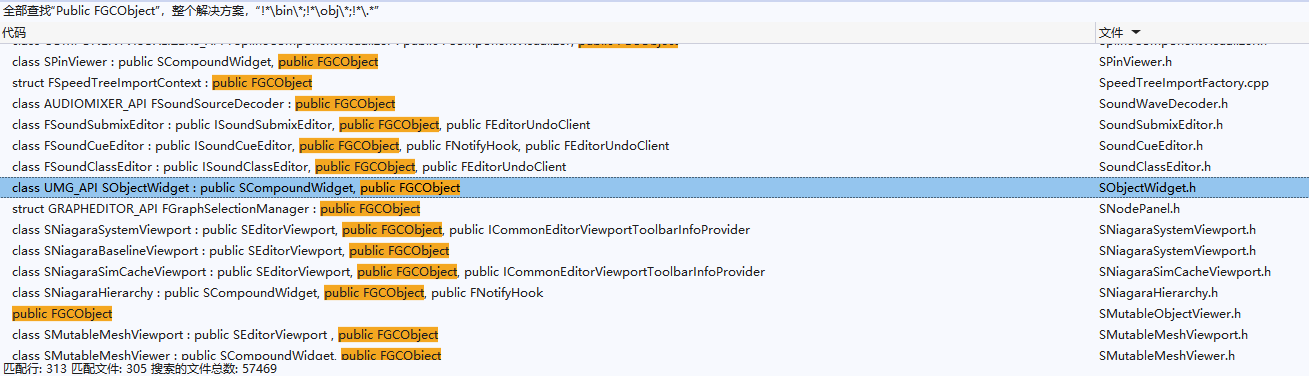 全部查找“Public FGCObject”，整个解决方案，“!*\bin\*;!*\obj\*;!*\.*”
代码 文件
class SPinViewer : public SCompoundWidget, public FGCObject SPinViewer.h
struct FSpeedTreeImportContext : public FGCObject SpeedTreeImportFactory.cpp
class AUDIOMIXER_API FSoundSourceDecoder : public FGCObject SoundWaveDecoder.h
class FSoundSubmixEditor : public ISoundSubmixEditor, public FGCObject, public FEditorUndoClient SoundSubmixEditor.h
class FSoundCueEditor : public ISoundCueEditor, public FGCObject, public FNotifyHook, public FEditorUndoClient SoundCueEditor.h
class FSoundClassEditor : public ISoundClassEditor, public FGCObject, public FEditorUndoClient SoundClassEditor.h
class UMG_API SObjectWidget : public SCompoundWidget, public FGCObject SObjectWidget.h
struct GRAPHEDITOR_API FGraphSelectionManager : public FGCObject SNodePanel.h
class SNiagaraSystemViewport : public SEditorViewport, public FGCObject, public ICommonEditorViewportToolbarInfoProvider SNiagaraSystemViewport.h
class SNiagaraBaselineViewport : public SEditorViewport, public FGCObject SNiagaraSystemViewport.h
class SNiagaraSimCacheViewport : public SEditorViewport, public FGCObject, public ICommonEditorViewportToolbarInfoProvider SNiagaraSimCacheViewport.h
class SNiagaraHierarchy : public SCompoundWidget, public FGCObject, public FNotifyHook SNiagaraHierarchy.h
public FGCObject SMutableObjectViewer.h
class SMutableMeshViewport : public SEditorViewport , public FGCObject SMutableMeshViewport.h
class SMutableMeshViewer : public SCompoundWidget, public FGCObject SMutableMeshViewer.h
匹配行: 313 匹配文件: 305 搜索的文件总数: 57469